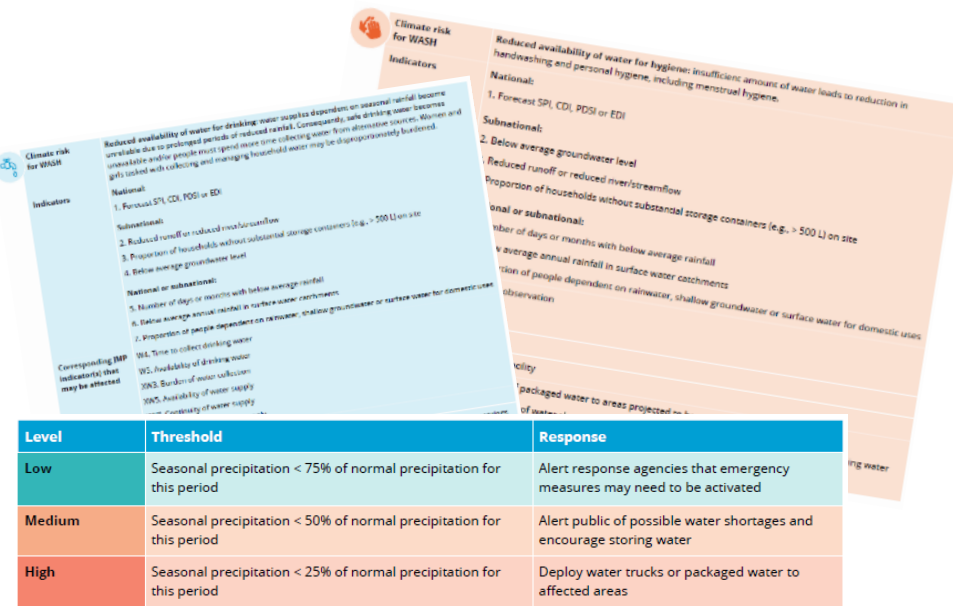 Climate risk
for WASH
Reduced availability of water for hygiene: insufficient amount of water leads to reduction in
handwashing and personal hygiene, including menstrual hygiene.
Indicators
National:
1. Forecast SPI, CDI, PDSI or EDI
Subnational:
2. Below average groundwater level
Reduced runoff or reduced river/streamflow
Proportion of households without substantial storage containers (e.g., > 500 L) on site
onal or subnational:
mber of days or months with below average rainfall
w average annual rainfall in surface water catchments
rtion of people dependent on rainwater, shallow groundwater or surface water for domestic uses
observation
cility
packaged water to areas projected to
of water
ing water
Climate risk
for WASH
Reduced availability of water for drinking: water supplies dependent on seasonal rainfall become
unreliable due to prolonged periods of reduced rainfall. Consequently, safe drinking water becomes
unavailable and/or people must spend more time collecting water from alternative sources. Women and
girls tasked with collecting and managing household water may be disproportionately burdened.
Indicators
National:
1. Forecast SPI, CDI, PDSI or EDI
Subnational:
2. Reduced runoff or reduced river/streamflow
3. Proportion of households without substantial storage containers (e.g., > 500 L) on site
4. Below average groundwater level
National or subnational:
5. Number of days or months with below average rainfall
6. Below average annual rainfall in surface water catchments
7. Proportion of people dependent on rainwater, shallow groundwater or surface water for domestic uses
Corresponding JMP
indicator(s) that
may be affected
W4. Time to collect drinking water
W5. Availability of drinking water
XW3. Burden of water collection
XW5. Availability of water supply
Continuity of water supply
Level Threshold Response
Low Seasonal precipitation < 75% of normal precipitation for
this period
Alert response agencies that emergency
measures may need to be activated
Medium Seasonal precipitation < 50% of normal precipitation for
this period
Alert public of possible water shortages and
encourage storing water
High Seasonal precipitation < 25% of normal precipitation for
this period
Deploy water trucks or packaged water to
affected areas